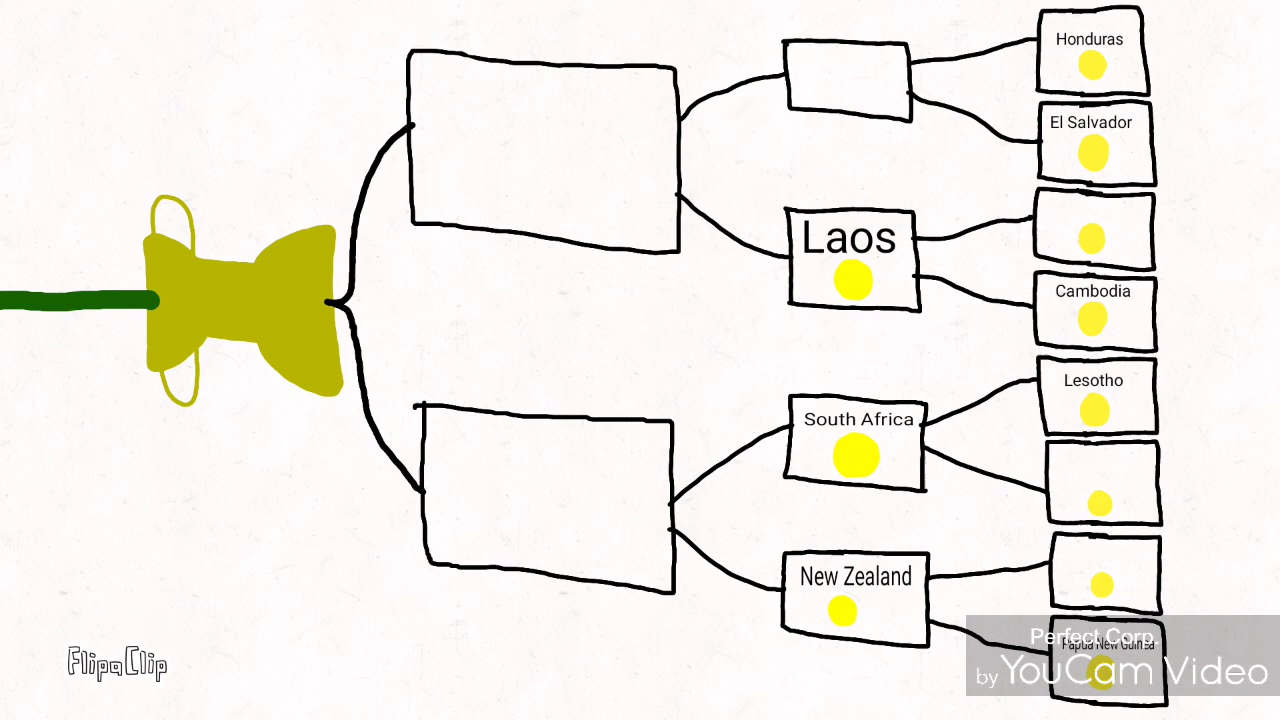 Honduras
El Salvador
Laos
Cambodia
Lesotho
South Africa
New Zealand
Papua New Guinea
Perfect Corp.
by YouCam Video
FlipaClip